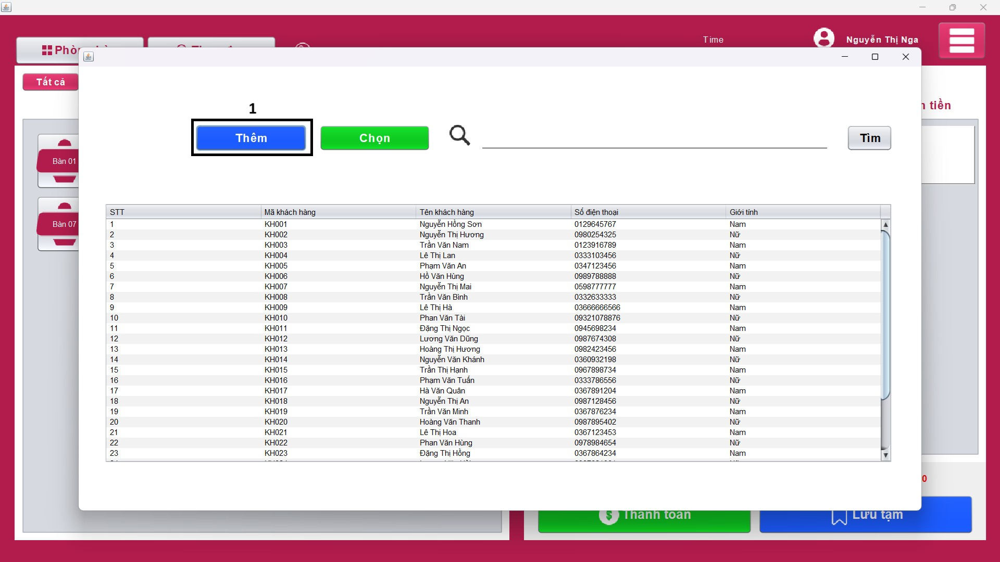 Time
Nguyễn Thị Nga
Tất cả
tiền
1
Thêm
Chọn
Tìm
Bàn 01
Bàn 07
STT Mã khách hàng Tên khách hàng Số điện thoại Giới tính
1 KH001 Nguyễn Hồng Sơn 0129645767 Nam
2 KH002 Nguyễn Thị Hương 0980254325 Nữ
3 KH003 Trần Văn Nam 0123916789 Nam
4 KH004 Lê Thị Lan 0333103456 Nữ
5 KH005 Phạm Văn An 0347123456 Nam
6 KH006 Hồ Văn Hùng 0989788888 Nữ
7 KH007 Nguyễn Thị Mai 0598777777 Nam
8 KH008 Trần Văn Bình 0332633333 Nữ
9 KH009 Lê Thị Hà 03666666566 Nam
10 KH010 Phan Văn Tài 09321078876 Nữ
11 KH011 Đặng Thị Ngọc 0945698234 Nam
12 KH012 Lương Văn Dũng 0987674308 Nữ
13 KH013 Hoàng Thị Hương 0982423456 Nam
14 KH014 Nguyễn Văn Khánh 0360932198 Nữ
15 KH015 Trần Thị Hạnh 0967898734 Nam
16 KH016 Phạm Văn Tuấn 0333786556 Nữ
17 KH017 Hà Văn Quân 0367891204 Nam
18 KH018 Nguyễn Thị An 0987128456 Nữ
19 KH019 Trần Văn Minh 0367876234 Nam
20 KH020 Hoàng Văn Thanh 0987895402 Nữ
21 KH021 Lê Thị Hoa 0367123453 Nam
22 KH022 Phan Văn Hùng 0978984654 Nữ
23 KH023 Đặng Thị Hồng 0367864234 Nam
0
Thanh toán
Lưu tạm